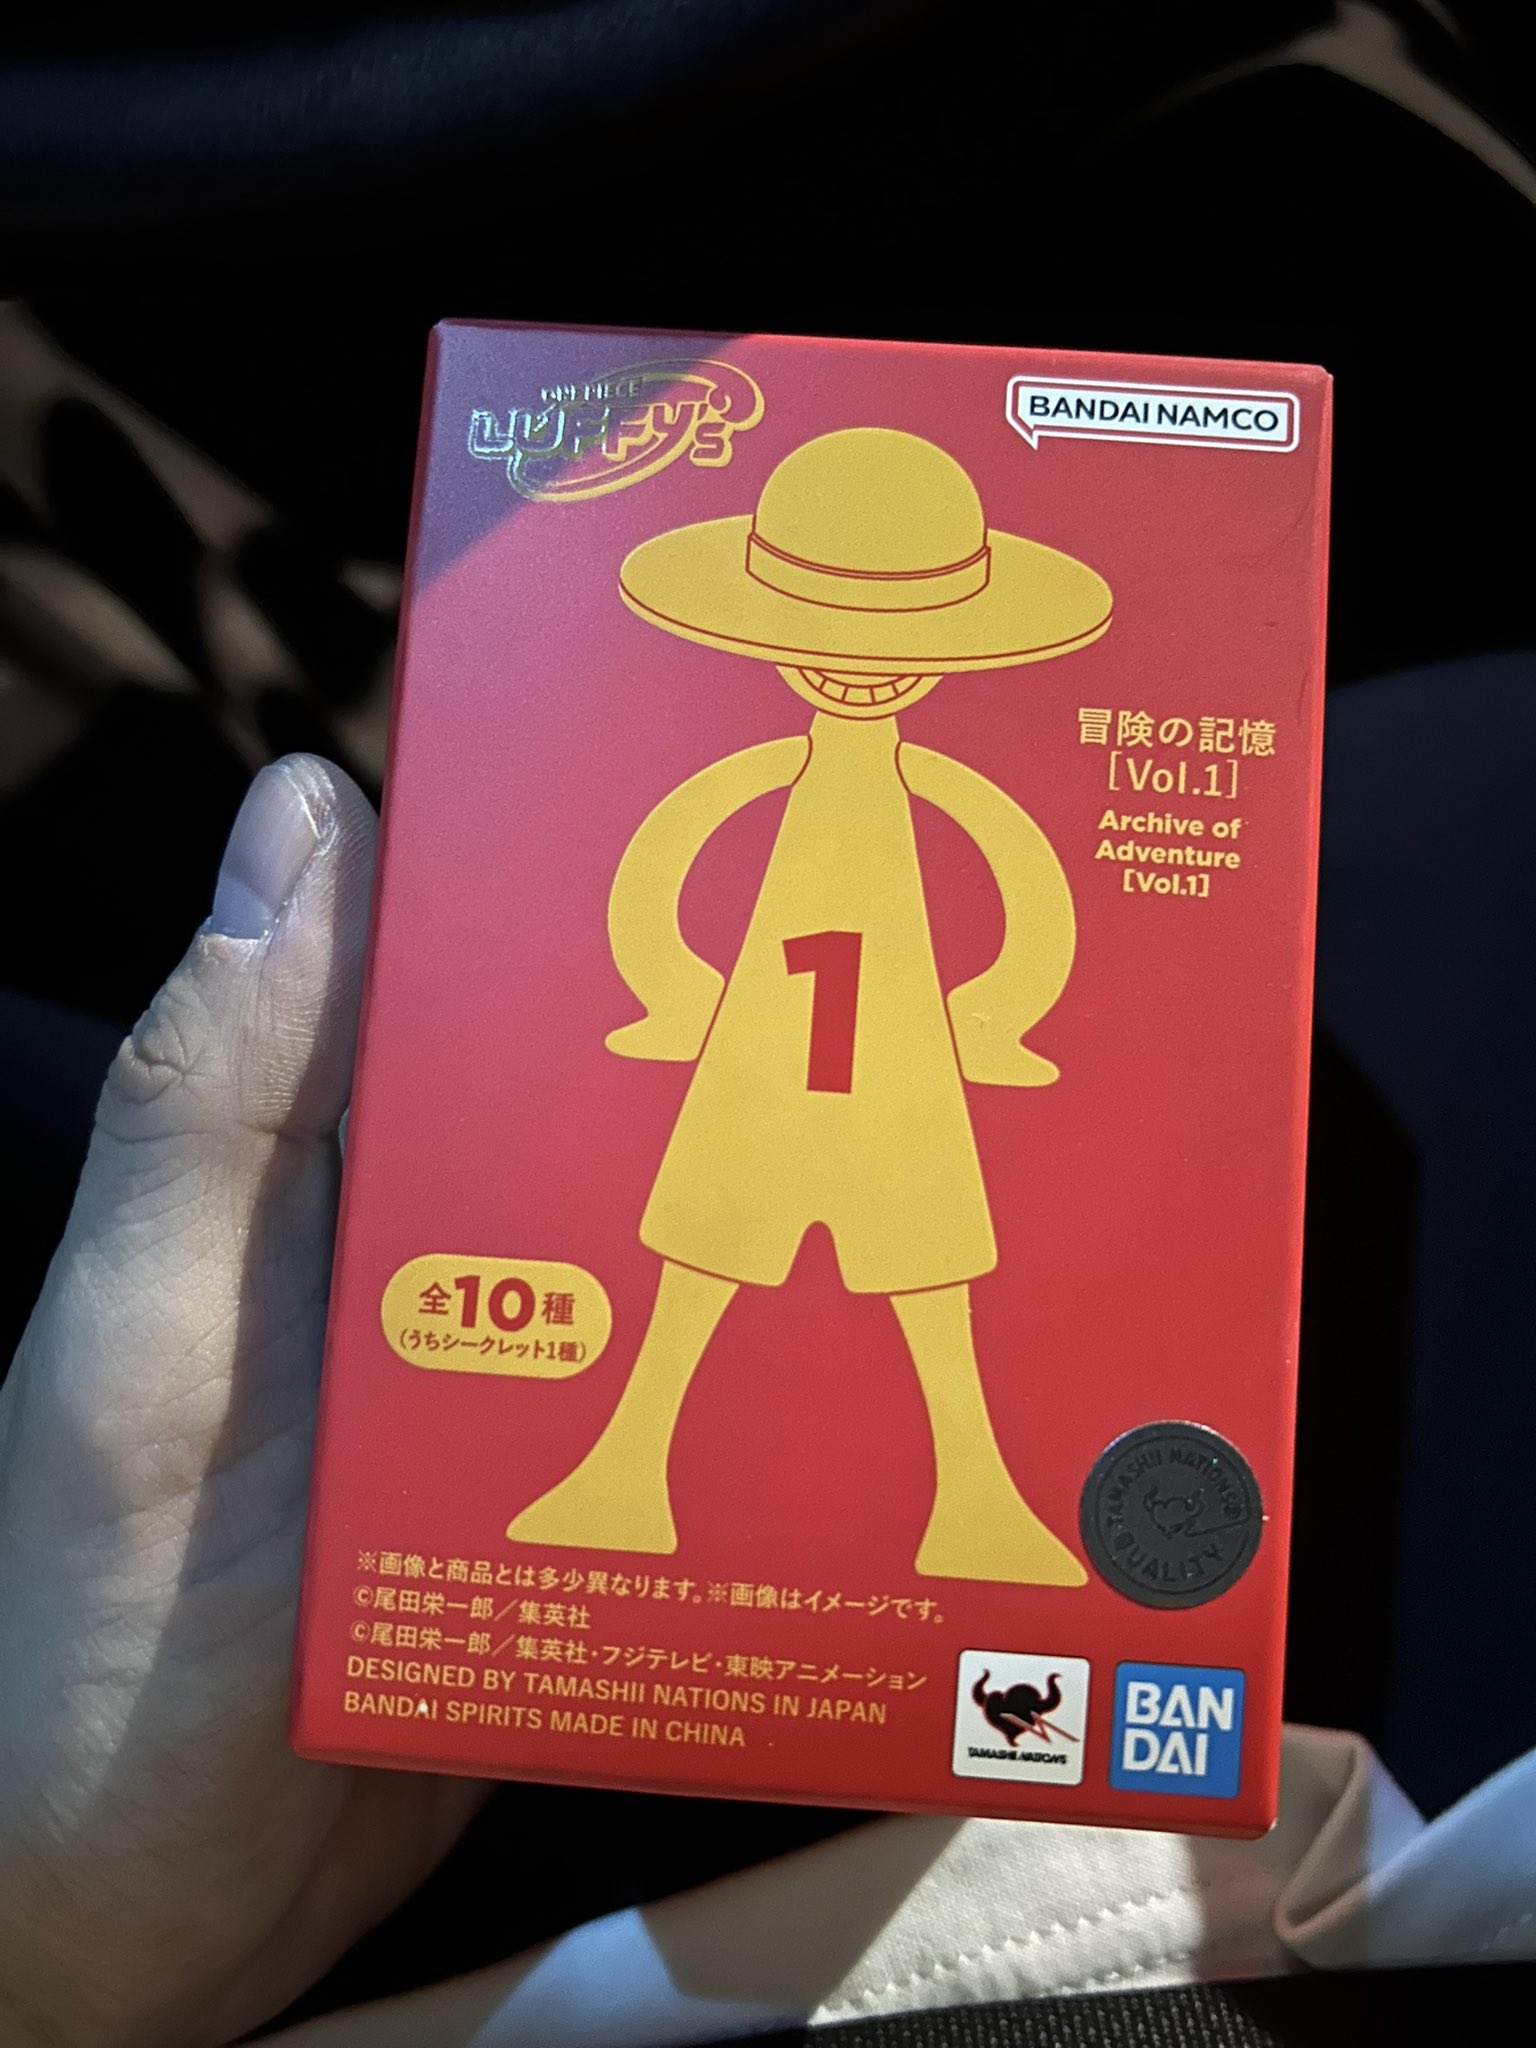 ONE PIECE
LUFFY's
BANDAI NAMCO
冒険の記憶
[Vol.1]
Archive of
Adventure
[Vol.1]
1
全10種
(うちシークレット1種)
TAMASHII NATIONS®
QUALITY
※画像と商品とは多少異なります。※画像はイメージです。
©尾田栄一郎／集英社
©尾田栄一郎／集英社・フジテレビ・東映アニメーション
DESIGNED BY TAMASHII NATIONS IN JAPAN
BANDAI SPIRITS MADE IN CHINA
TAMASHII NATIONS
BAN
DAI